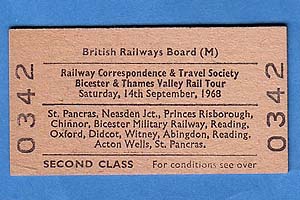 British Railways Board (M)
Railway Correspondence & Travel Society
Bicester & Thames Valley Rail Tour
Saturday, 14th September, 1968
St. Pancras, Neasden Jct., Princes Risborough,
Chinnor, Bicester Military Railway, Reading,
Oxford, Didcot, Witney, Abingdon, Reading.
Acton Wells, St. Pancras.
SECOND CLASS For conditions see over
0342
0342